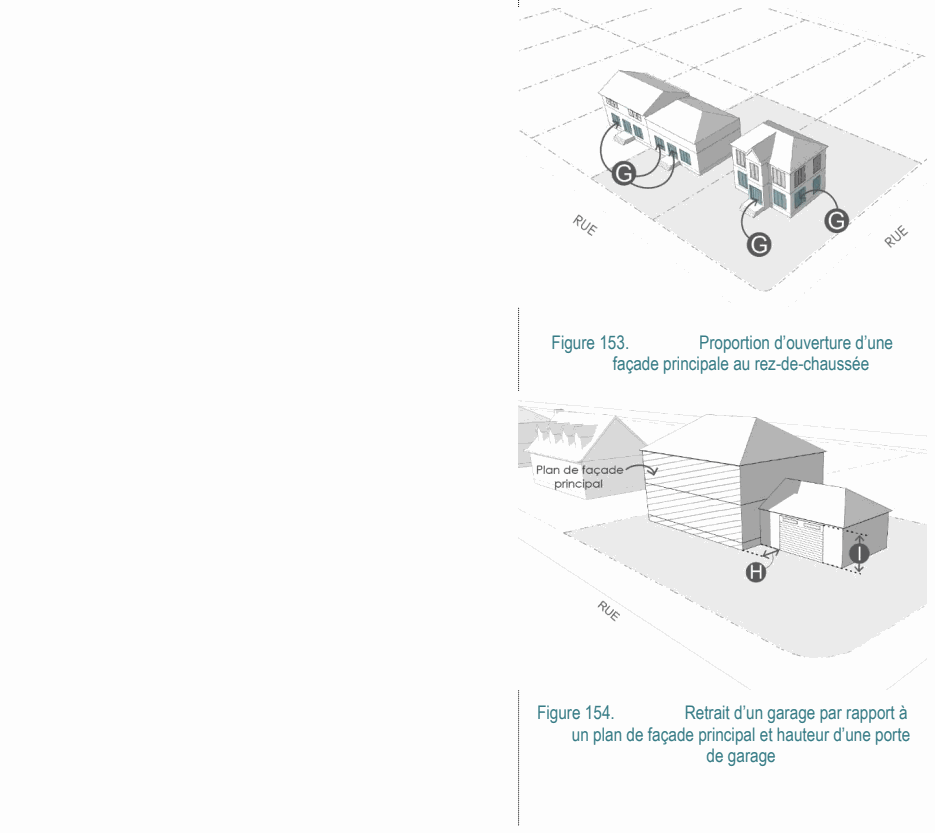 G
G
G
RUE
RUE
Figure 153. Proportion d’ouverture d’une
façade principale au rez-de-chaussée
Plan de façade
principal
I
H
RUE
Figure 154. Retrait d’un garage par rapport à
un plan de façade principal et hauteur d’une porte
de garage